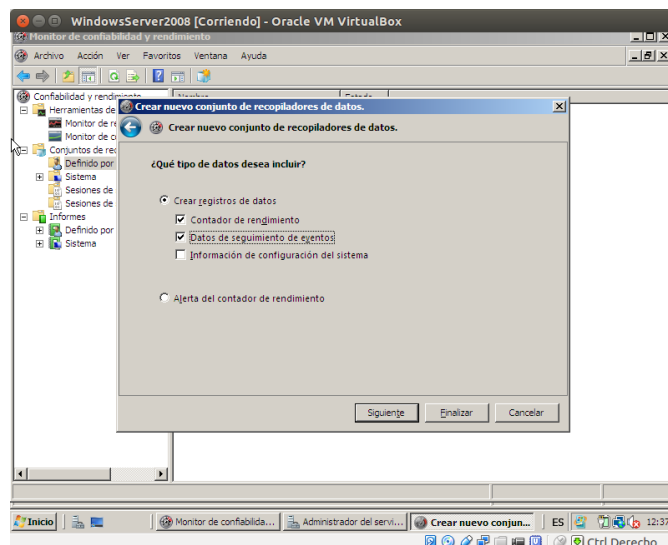 WindowsServer2008 [Corriendo] - Oracle VM VirtualBox
Monitor de confiabilidad y rendimiento
Archivo Acción Ver Favoritos Ventana Ayuda
Confiabilidad y rendimiento
Nombre Estado
Herramientas de
Crear nuevo conjunto de recopiladores de datos.
Monitor de re
Crear nuevo conjunto de recopiladores de datos.
Monitor de c
Conjuntos de re
Definido por
¿Qué tipo de datos desea incluir?
Sistema
Sesiones de
Sesiones de
Crear registros de datos
Informes
Contador de rendimiento
Definido por
Datos de seguimiento de eventos
Sistema
Información de configuración del sistema
Alerta del contador de rendimiento
Siguiente Finalizar Cancelar
Inicio Monitor de confiabilida... Administrador del servi... Crear nuevo conjun... ES 12:37
Ctrl Derecho